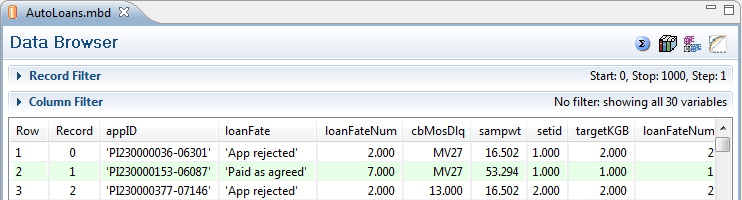 AutoLoans.mbd
Data Browser
Record Filter Start: 0, Stop: 1000, Step: 1
Column Filter No filter: showing all 30 variables
Row Record appID loanFate loanFateNum cbMosDlq sampwt setid targetKGB loanFateNum
1 0 'PI230000036-06301' 'App rejected' 2.000 MV27 16.502 1.000 2.000 2
2 1 'PI230000153-06087' 'Paid as agreed' 7.000 MV27 53.294 1.000 1.000 1
3 2 'PI230000377-07146' 'App rejected' 2.000 13.000 16.502 2.000 2.000 2